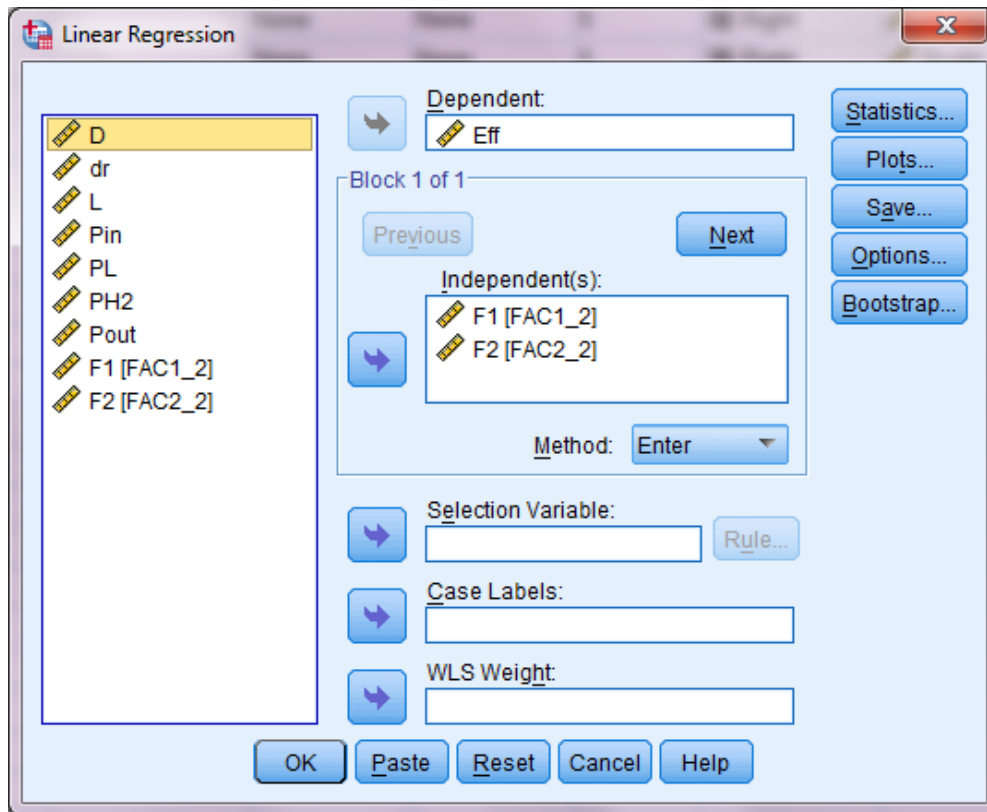 Linear Regression
D
dr
L
Pin
PL
PH2
Pout
F1 [FAC1_2]
F2 [FAC2_2]
Dependent:
Eff
Block 1 of 1
Previous
Next
Independent(s):
F1 [FAC1_2]
F2 [FAC2_2]
Method: Enter
Selection Variable:
Rule...
Case Labels:
WLS Weight:
Statistics...
Plots...
Save...
Options...
Bootstrap...
OK Paste Reset Cancel Help